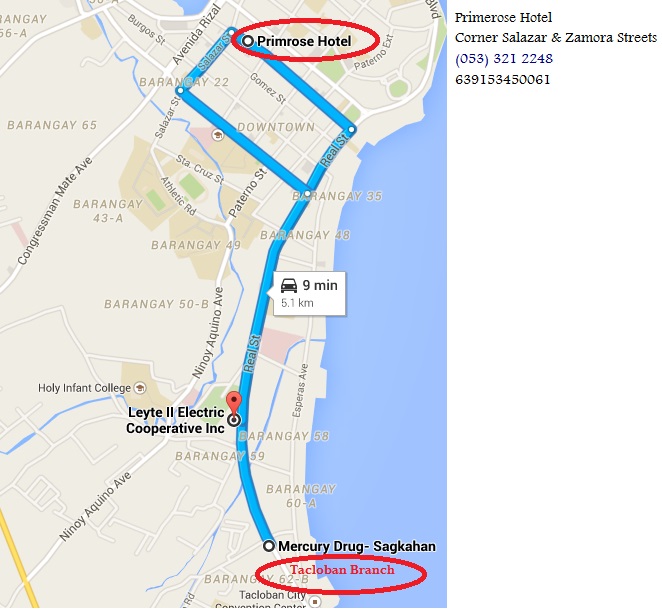 56-A
Burgos St
Avenida Rizal
Salazar St
Primrose Hotel
Paterno Ext
Blvd
BARANGAY 22
Gomez St
Salazar St
BARANGAY 65
DOWNTOWN
Real St
Sta. Cruz St
Athletic Rd
Paterno St
BARANGAY 35
Congressman Mate Ave
BARANGAY
43-A
BARANGAY 48
BARANGAY 49
9 min
5.1 km
BARANGAY 50-B
Ninoy Aquino Ave
Real St
Esperas Ave
Holy Infant College
Leyte II Electric
Cooperative Inc
BARANGAY 58
BARANGAY 59
Ninoy Aquino Ave
BARANGAY
60-A
Mercury Drug- Sagkahan
Tacloban Branch
BARANGAY 62-B
Tacloban City
Convention Center
Rd
Primerose Hotel
Corner Salazar & Zamora Streets
(053) 321 2248
639153450061